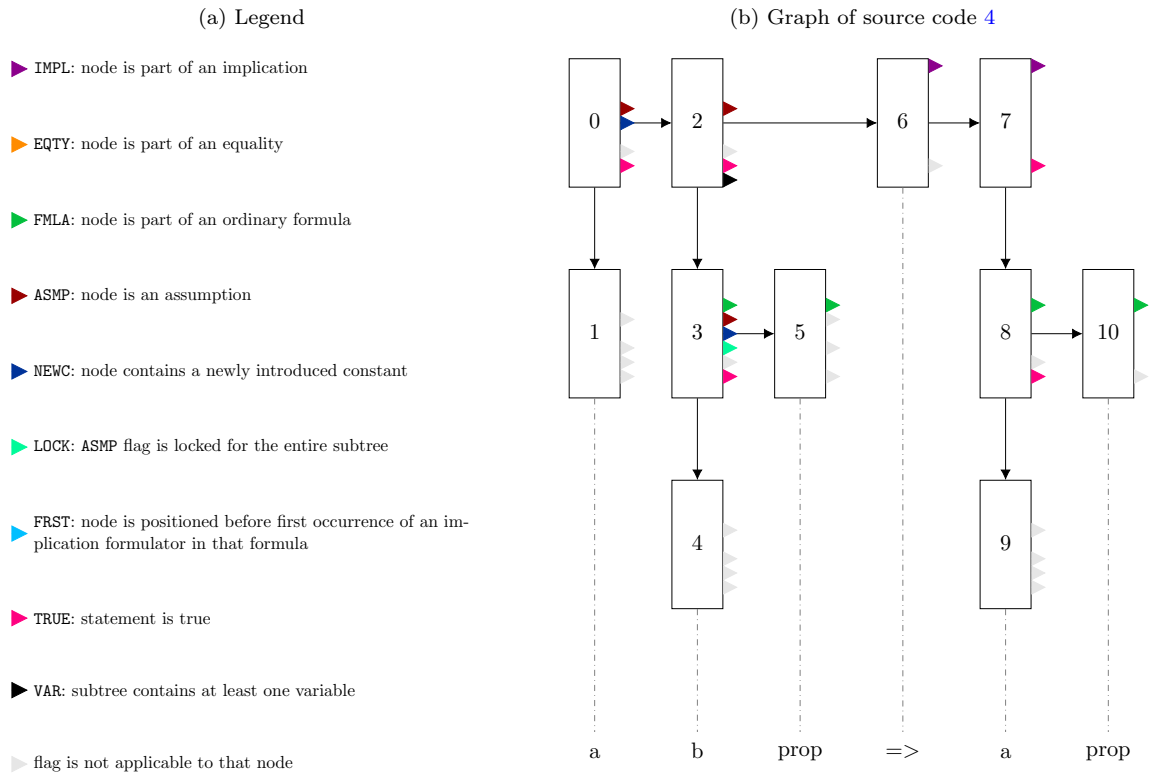 (a) Legend
IMPL: node is part of an implication
EQTY: node is part of an equality
FMLA: node is part of an ordinary formula
ASMP: node is an assumption
NEWC: node contains a newly introduced constant
LOCK: ASMP flag is locked for the entire subtree
FRST: node is positioned before first occurrence of an im-
plication formulator in that formula
TRUE: statement is true
VAR: subtree contains at least one variable
flag is not applicable to that node
(b) Graph of source code 4
0 2 6 7
1 3 5 8 10
4 9
a b prop => a prop